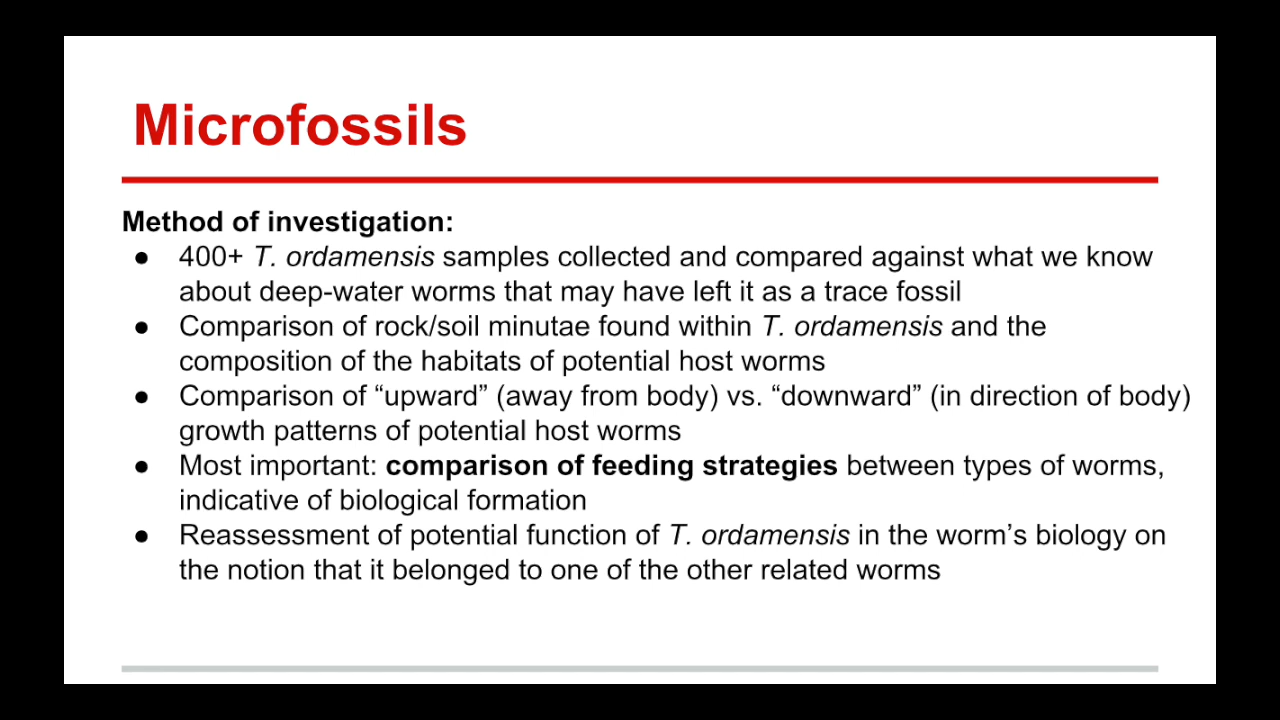 Microfossils
Method of investigation:
● 400+ T. ordamensis samples collected and compared against what we know
about deep-water worms that may have left it as a trace fossil
● Comparison of rock/soil minutae found within T. ordamensis and the
composition of the habitats of potential host worms
● Comparison of “upward” (away from body) vs. “downward” (in direction of body)
growth patterns of potential host worms
● Most important: comparison of feeding strategies between types of worms,
indicative of biological formation
● Reassessment of potential function of T. ordamensis in the worm’s biology on
the notion that it belonged to one of the other related worms